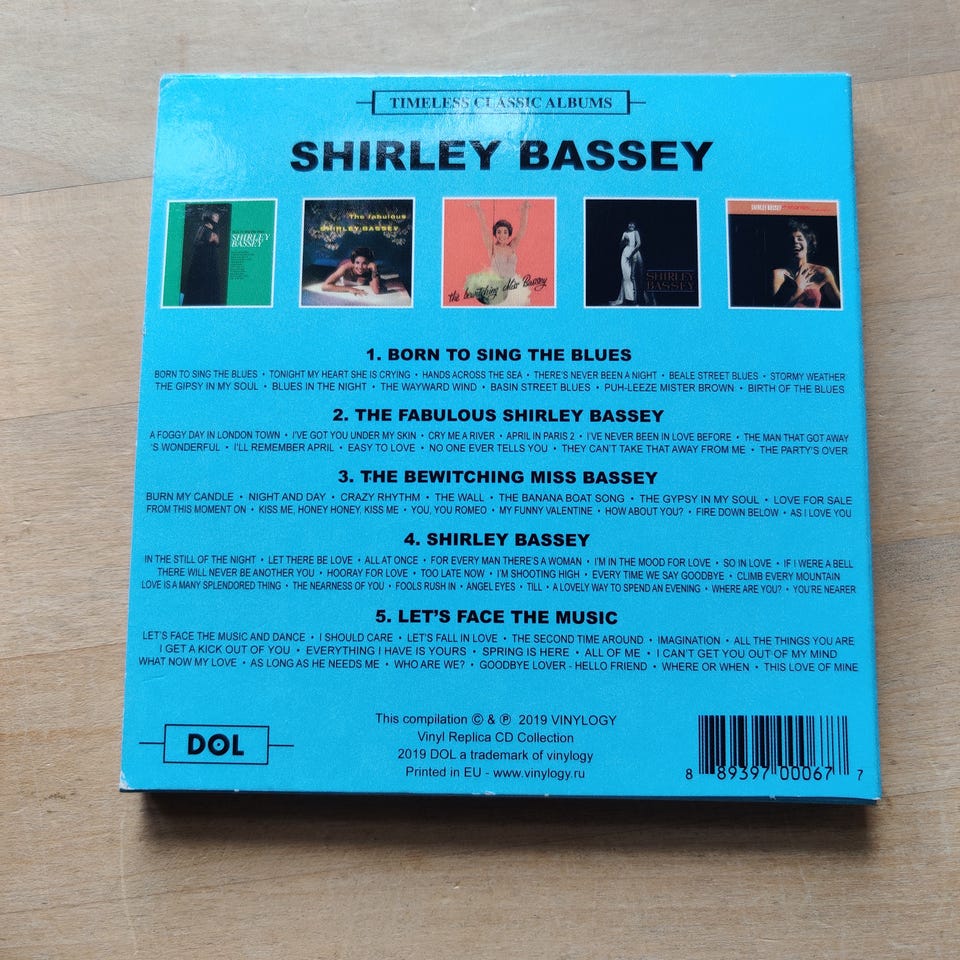 TIMELESS CLASSIC ALBUMS
SHIRLEY BASSEY
SHIRLEY BASSEY
The fabulous SHIRLEY BASSEY
the bewitching Miss Bassey
SHIRLEY BASSEY
SHIRLEY BASSEY
1. BORN TO SING THE BLUES
BORN TO SING THE BLUES • TONIGHT MY HEART SHE IS CRYING • HANDS ACROSS THE SEA • THERE'S NEVER BEEN A NIGHT • BEALE STREET BLUES • STORMY WEATHER
THE GIPSY IN MY SOUL • BLUES IN THE NIGHT • THE WAYWARD WIND • BASIN STREET BLUES • PUH-LEEZE MISTER BROWN • BIRTH OF THE BLUES
2. THE FABULOUS SHIRLEY BASSEY
A FOGGY DAY IN LONDON TOWN • I'VE GOT YOU UNDER MY SKIN • CRY ME A RIVER • APRIL IN PARIS 2 • I'VE NEVER BEEN IN LOVE BEFORE • THE MAN THAT GOT AWAY
'S WONDERFUL • I'LL REMEMBER APRIL • EASY TO LOVE • NO ONE EVER TELLS YOU • THEY CAN'T TAKE THAT AWAY FROM ME • THE PARTY'S OVER
3. THE BEWITCHING MISS BASSEY
BURN MY CANDLE • NIGHT AND DAY • CRAZY RHYTHM • THE WALL • THE BANANA BOAT SONG • THE GYPSY IN MY SOUL • LOVE FOR SALE
FROM THIS MOMENT ON • KISS ME, HONEY HONEY, KISS ME • YOU, YOU ROMEO • MY FUNNY VALENTINE • HOW ABOUT YOU? • FIRE DOWN BELOW • AS I LOVE YOU
4. SHIRLEY BASSEY
IN THE STILL OF THE NIGHT • LET THERE BE LOVE • ALL AT ONCE • FOR EVERY MAN THERE'S A WOMAN • I'M IN THE MOOD FOR LOVE • SO IN LOVE • IF I WERE A BELL
THERE WILL NEVER BE ANOTHER YOU • HOORAY FOR LOVE • TOO LATE NOW • I'M SHOOTING HIGH • EVERY TIME WE SAY GOODBYE • CLIMB EVERY MOUNTAIN
LOVE IS A MANY SPLENDORED THING • THE NEARNESS OF YOU • FOOLS RUSH IN • ANGEL EYES • TILL • A LOVELY WAY TO SPEND AN EVENING • WHERE ARE YOU? • YOU'RE NEARER
5. LET'S FACE THE MUSIC
LET'S FACE THE MUSIC AND DANCE • I SHOULD CARE • LET'S FALL IN LOVE • THE SECOND TIME AROUND • IMAGINATION • ALL THE THINGS YOU ARE
I GET A KICK OUT OF YOU • EVERYTHING I HAVE IS YOURS • SPRING IS HERE • ALL OF ME • I CAN'T GET YOU OUT OF MY MIND
WHAT NOW MY LOVE • AS LONG AS HE NEEDS ME • WHO ARE WE? • GOODBYE LOVER - HELLO FRIEND • WHERE OR WHEN • THIS LOVE OF MINE
DOL
This compilation © & ℗ 2019 VINYLOGY
Vinyl Replica CD Collection
2019 DOL a trademark of vinylogy
Printed in EU - www.vinylogy.ru
8 89397 00067 7